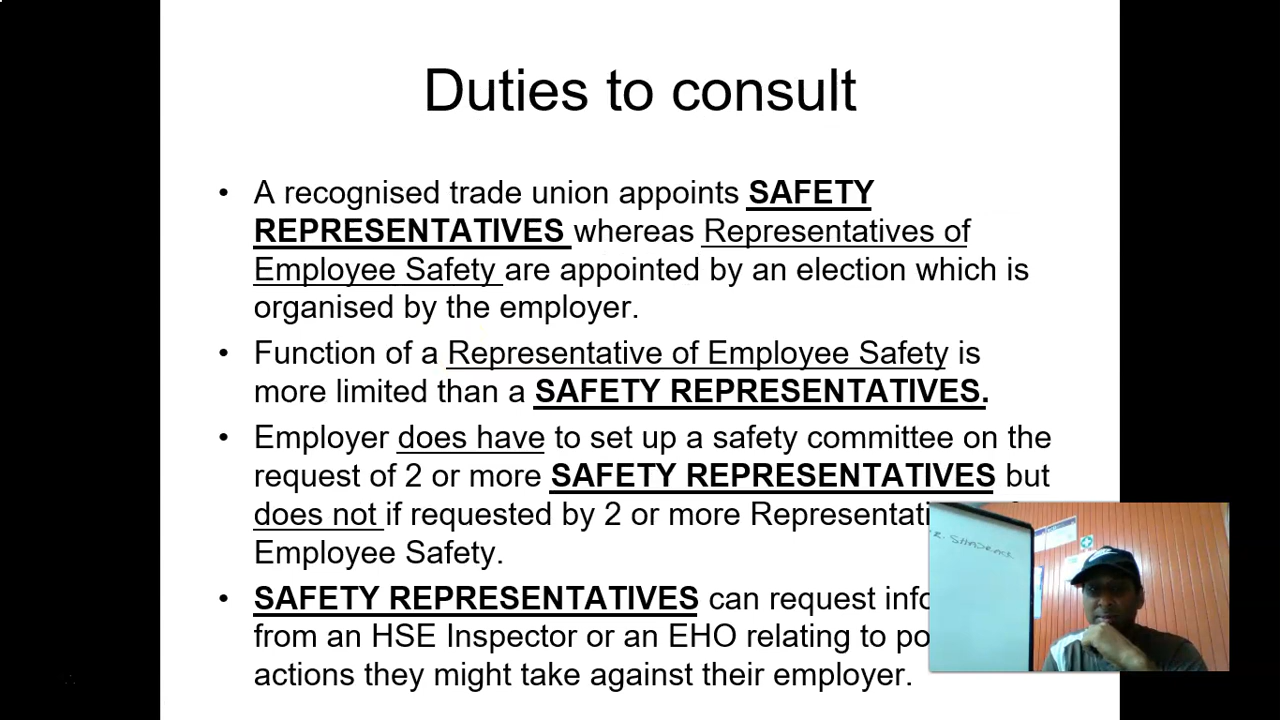 Duties to consult
• A recognised trade union appoints SAFETY
REPRESENTATIVES whereas Representatives of
Employee Safety are appointed by an election which is
organised by the employer.
• Function of a Representative of Employee Safety is
more limited than a SAFETY REPRESENTATIVES.
• Employer does have to set up a safety committee on the
request of 2 or more SAFETY REPRESENTATIVES but
does not if requested by 2 or more
Employee Safety.
• SAFETY REPRESENTATIVES can request
from an HSE Inspector or an EHO relating to
actions they might take against their employer.